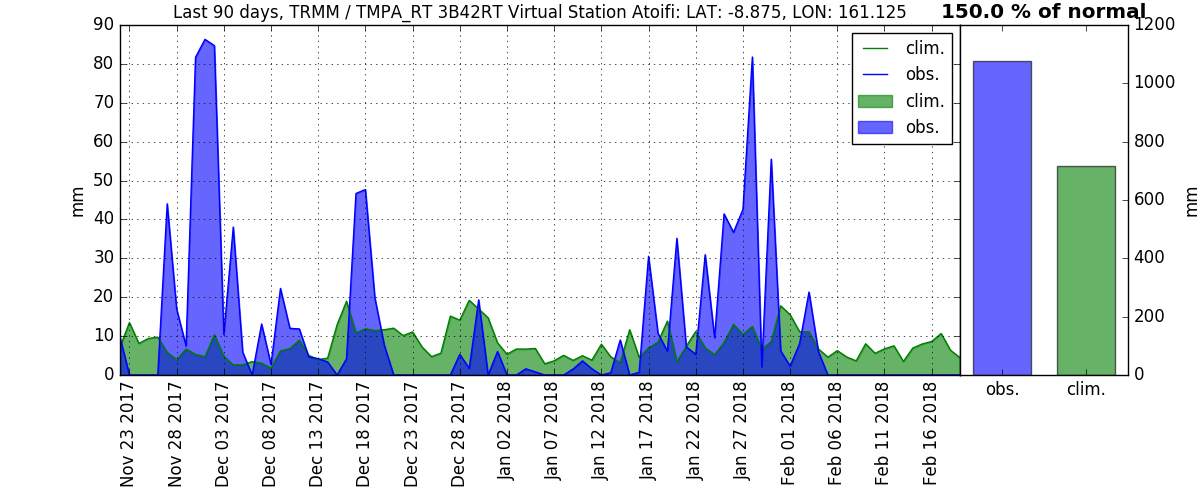 Last 90 days, TRMM / TMPA_RT 3B42RT Virtual Station Atoifi: LAT: -8.875, LON: 161.125
150.0 % of normal
90
80
70
60
50
40
30
20
10
0
mm
clim.
obs.
clim.
obs.
Nov 23 2017
Nov 28 2017
Dec 03 2017
Dec 08 2017
Dec 13 2017
Dec 18 2017
Dec 23 2017
Dec 28 2017
Jan 02 2018
Jan 07 2018
Jan 12 2018
Jan 17 2018
Jan 22 2018
Jan 27 2018
Feb 01 2018
Feb 06 2018
Feb 11 2018
Feb 16 2018
1200
1000
800
600
400
200
0
mm
obs.
clim.